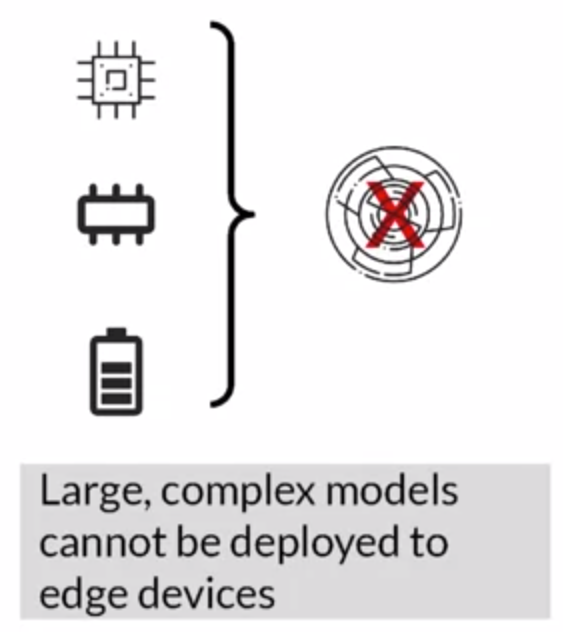 Large, complex models
cannot be deployed to
edge devices